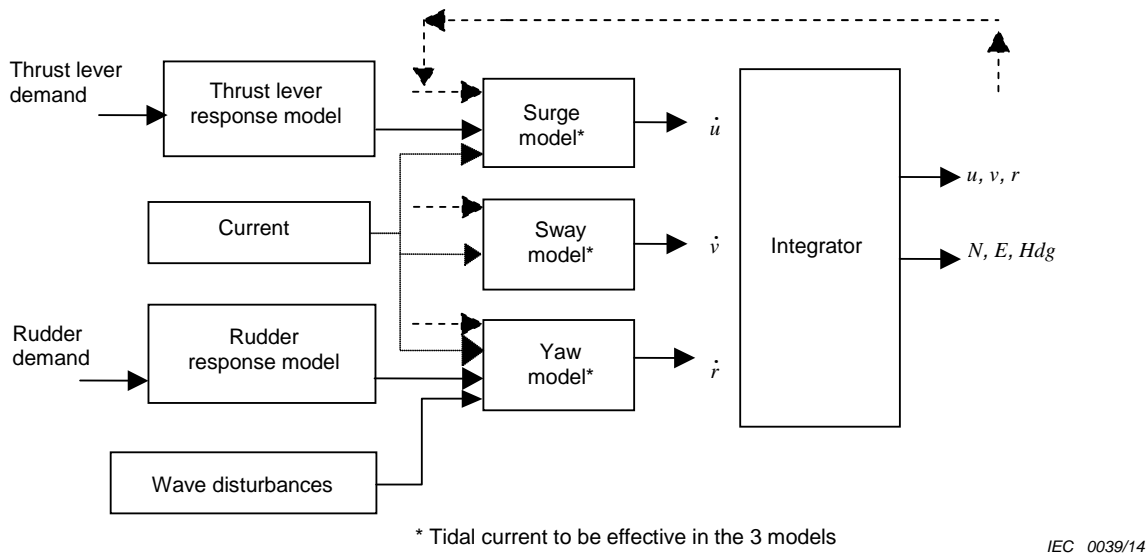 Thrust lever
demand
Thrust lever
response model
Surge
model*
u̇
Current
Sway
model*
v̇
Integrator
u, v, r
N, E, Hdg
Rudder
demand
Rudder
response model
Yaw
model*
ṙ
Wave disturbances
* Tidal current to be effective in the 3 models
IEC 0039/14